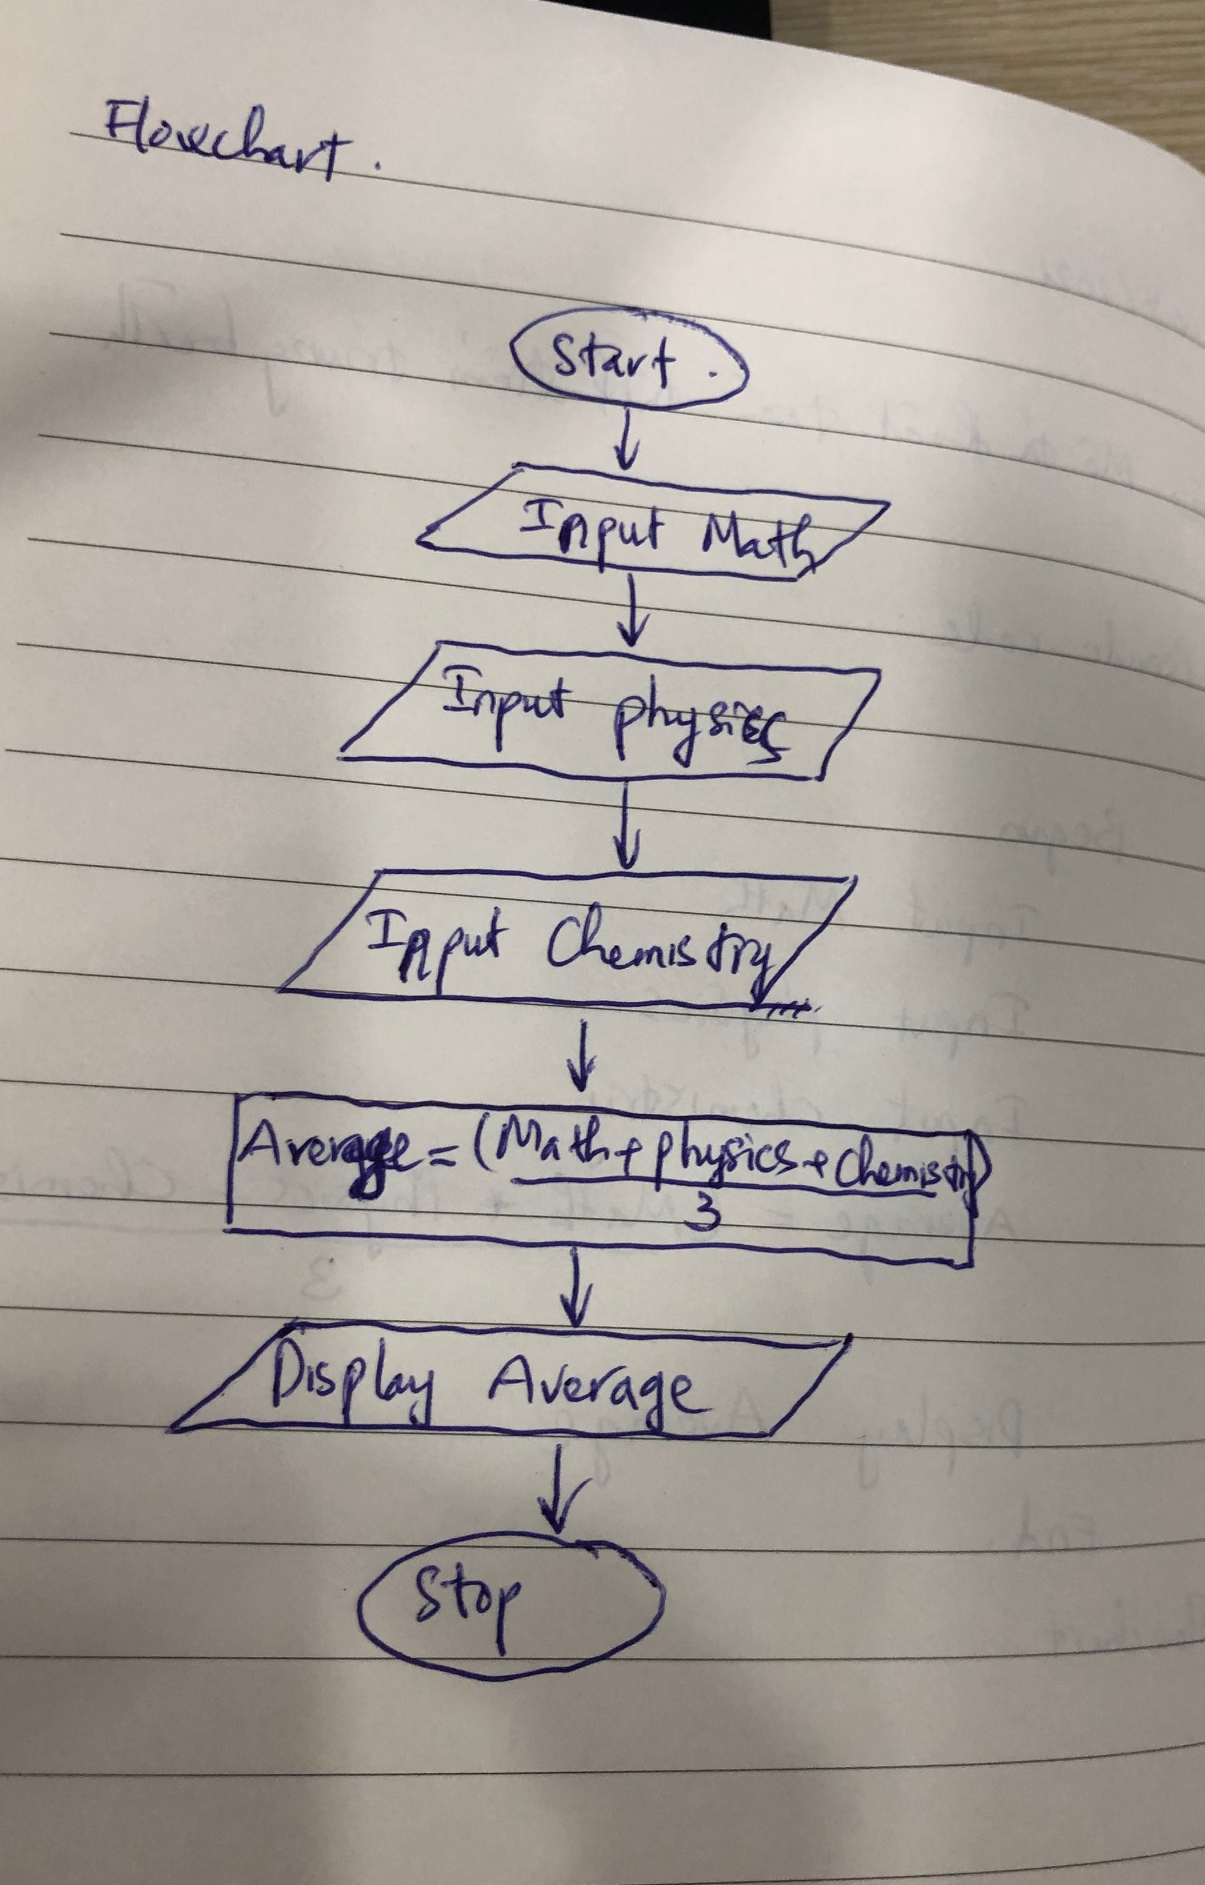 Flowchart.
Start.
Input Math
Input physics
Input Chemistry
Average = (Math + physics + Chemistry)
3
Display Average
Stop